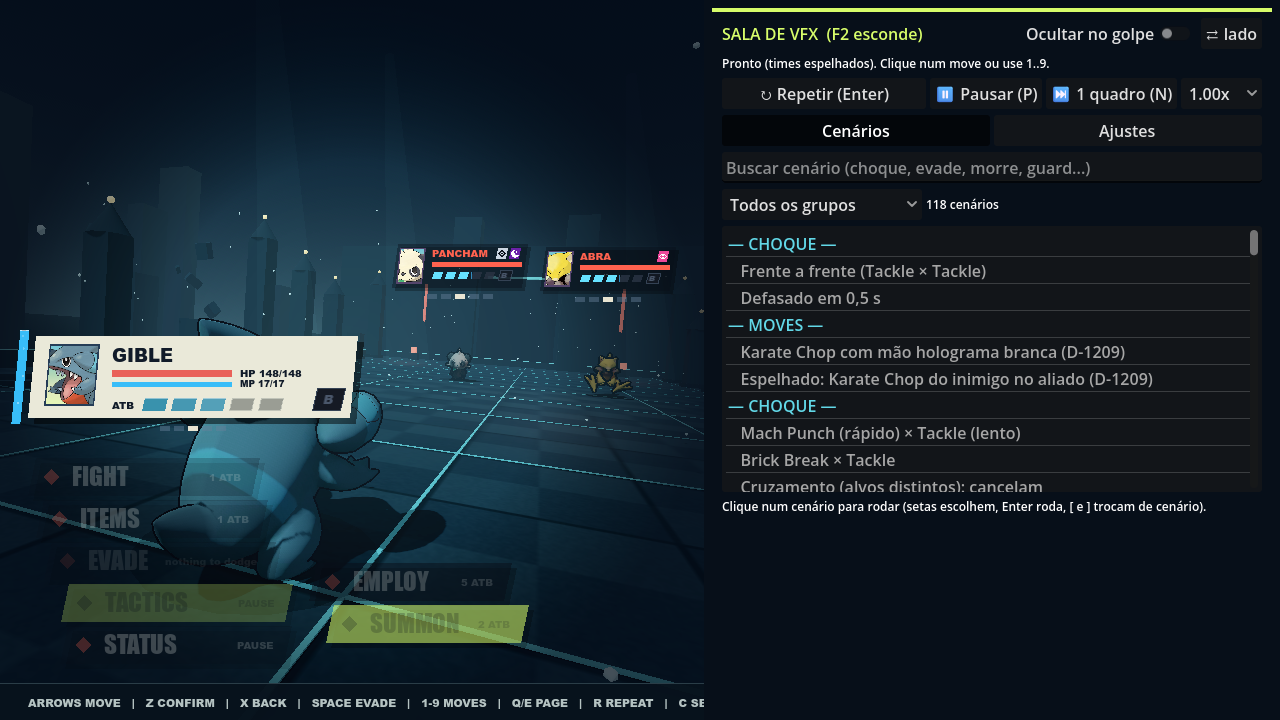 PANCHAM
ABRA
GIBLE
HP 148/148
MP 17/17
ATB
B
FIGHT 1 ATB
ITEMS 1 ATB
EVADE nothing to dodge
TACTICS PAUSE
STATUS PAUSE
EMPLOY 5 ATB
SUMMON 2 ATB
ARROWS MOVE | Z CONFIRM | X BACK | SPACE EVADE | 1-9 MOVES | Q/E PAGE | R REPEAT | C SE
SALA DE VFX (F2 esconde)
Ocultar no golpe
⇄ lado
Pronto (times espelhados). Clique num move ou use 1..9.
↻ Repetir (Enter)
⏸ Pausar (P)
⏭ 1 quadro (N)
1.00x
Cenários
Ajustes
Buscar cenário (choque, evade, morre, guard...)
Todos os grupos
118 cenários
— CHOQUE —
Frente a frente (Tackle × Tackle)
Defasado em 0,5 s
— MOVES —
Karate Chop com mão holograma branca (D-1209)
Espelhado: Karate Chop do inimigo no aliado (D-1209)
— CHOQUE —
Mach Punch (rápido) × Tackle (lento)
Brick Break × Tackle
Cruzamento (alvos distintos): cancelam
Clique num cenário para rodar (setas escolhem, Enter roda, [ e ] trocam de cenário).